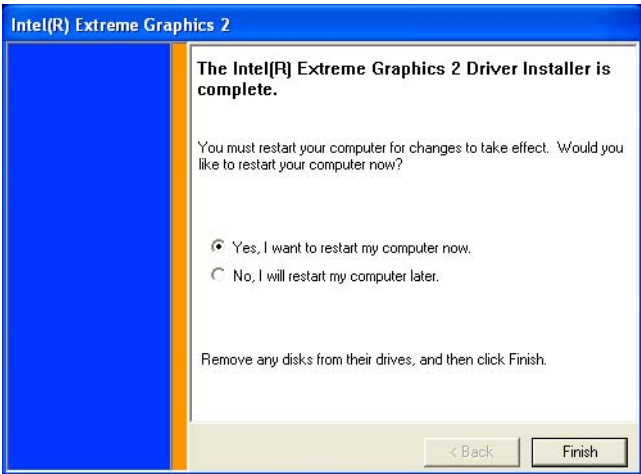 Intel(R) Extreme Graphics 2
The Intel(R) Extreme Graphics 2 Driver Installer is
complete.
You must restart your computer for changes to take effect.  Would you
like to restart your computer now?
Yes, I want to restart my computer now.
No, I will restart my computer later.
Remove any disks from their drives, and then click Finish.
< Back
Finish